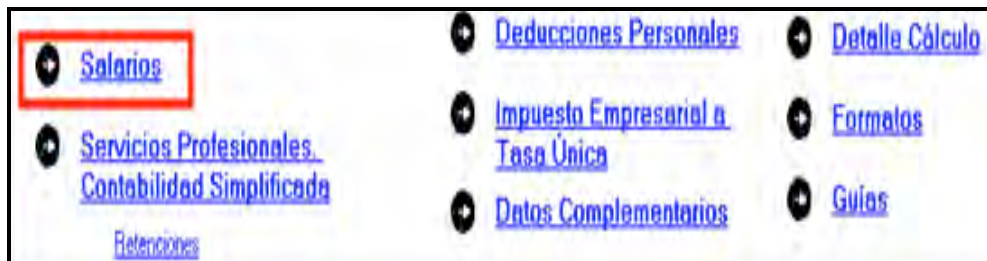 Salarios
Servicios Profesionales.
Contabilidad Simplificada
Retenciones
Deducciones Personales
Impuesto Empresarial a
Tasa Única
Datos Complementarios
Detalle Cálculo
Formatos
Guías